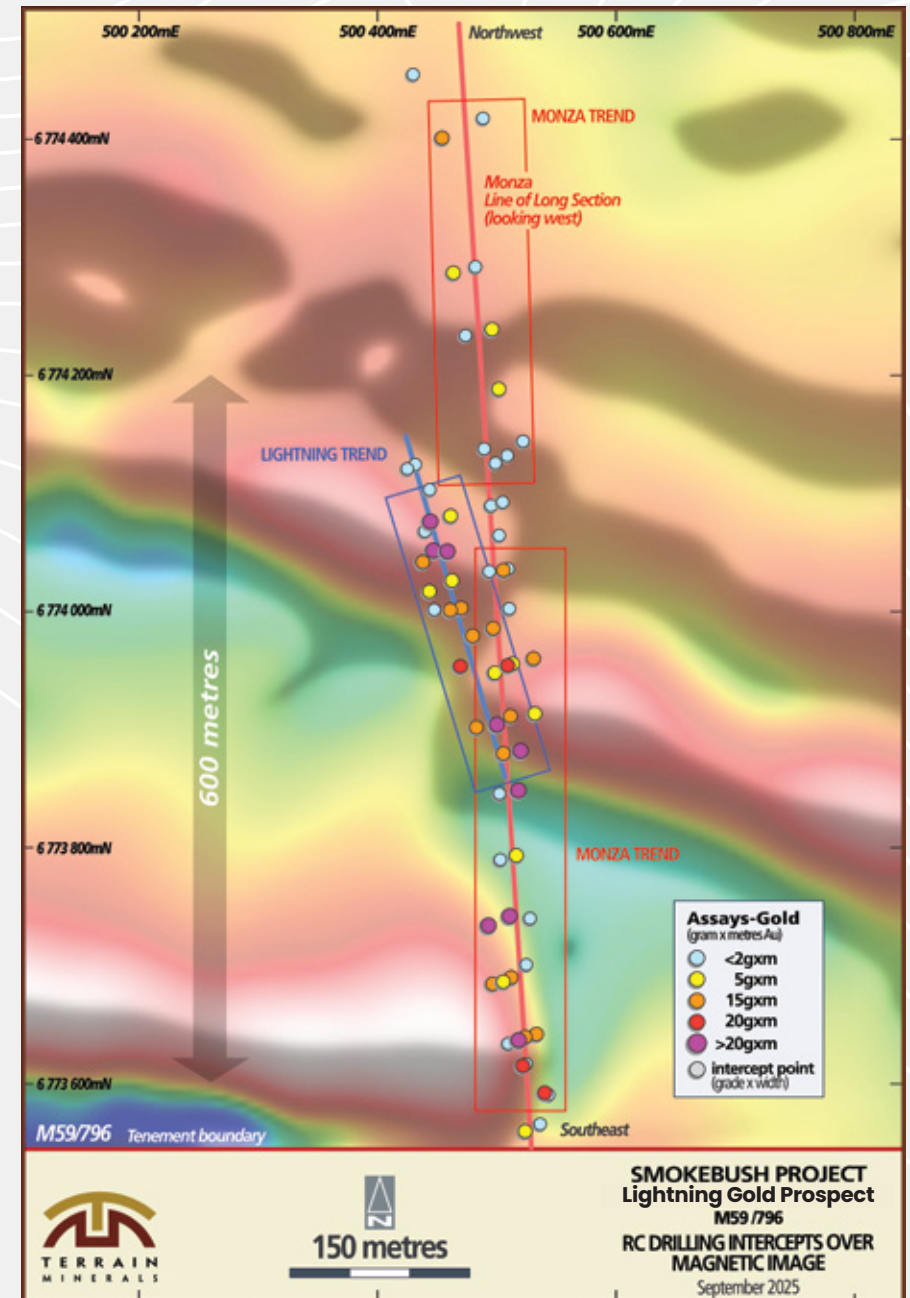 500 200mE
500 400mE
Northwest
500 600mE
500 800mE
6 774 400mN
MONZA TREND
Monza
Line of Long Section
(looking west)
6 774 200mN
LIGHTNING TREND
6 774 000mN
600 metres
6 773 800mN
MONZA TREND
Assays-Gold
(gram x metres Au)
<2gxm
5gxm
15gxm
20gxm
>20gxm
intercept point
(grade x width)
6 773 600mN
M59/796 Tenement boundary
Southeast
TERRAIN
MINERALS
N
150 metres
SMOKEBUSH PROJECT
Lightning Gold Prospect
M59 /796
RC DRILLING INTERCEPTS OVER
MAGNETIC IMAGE
September 2025